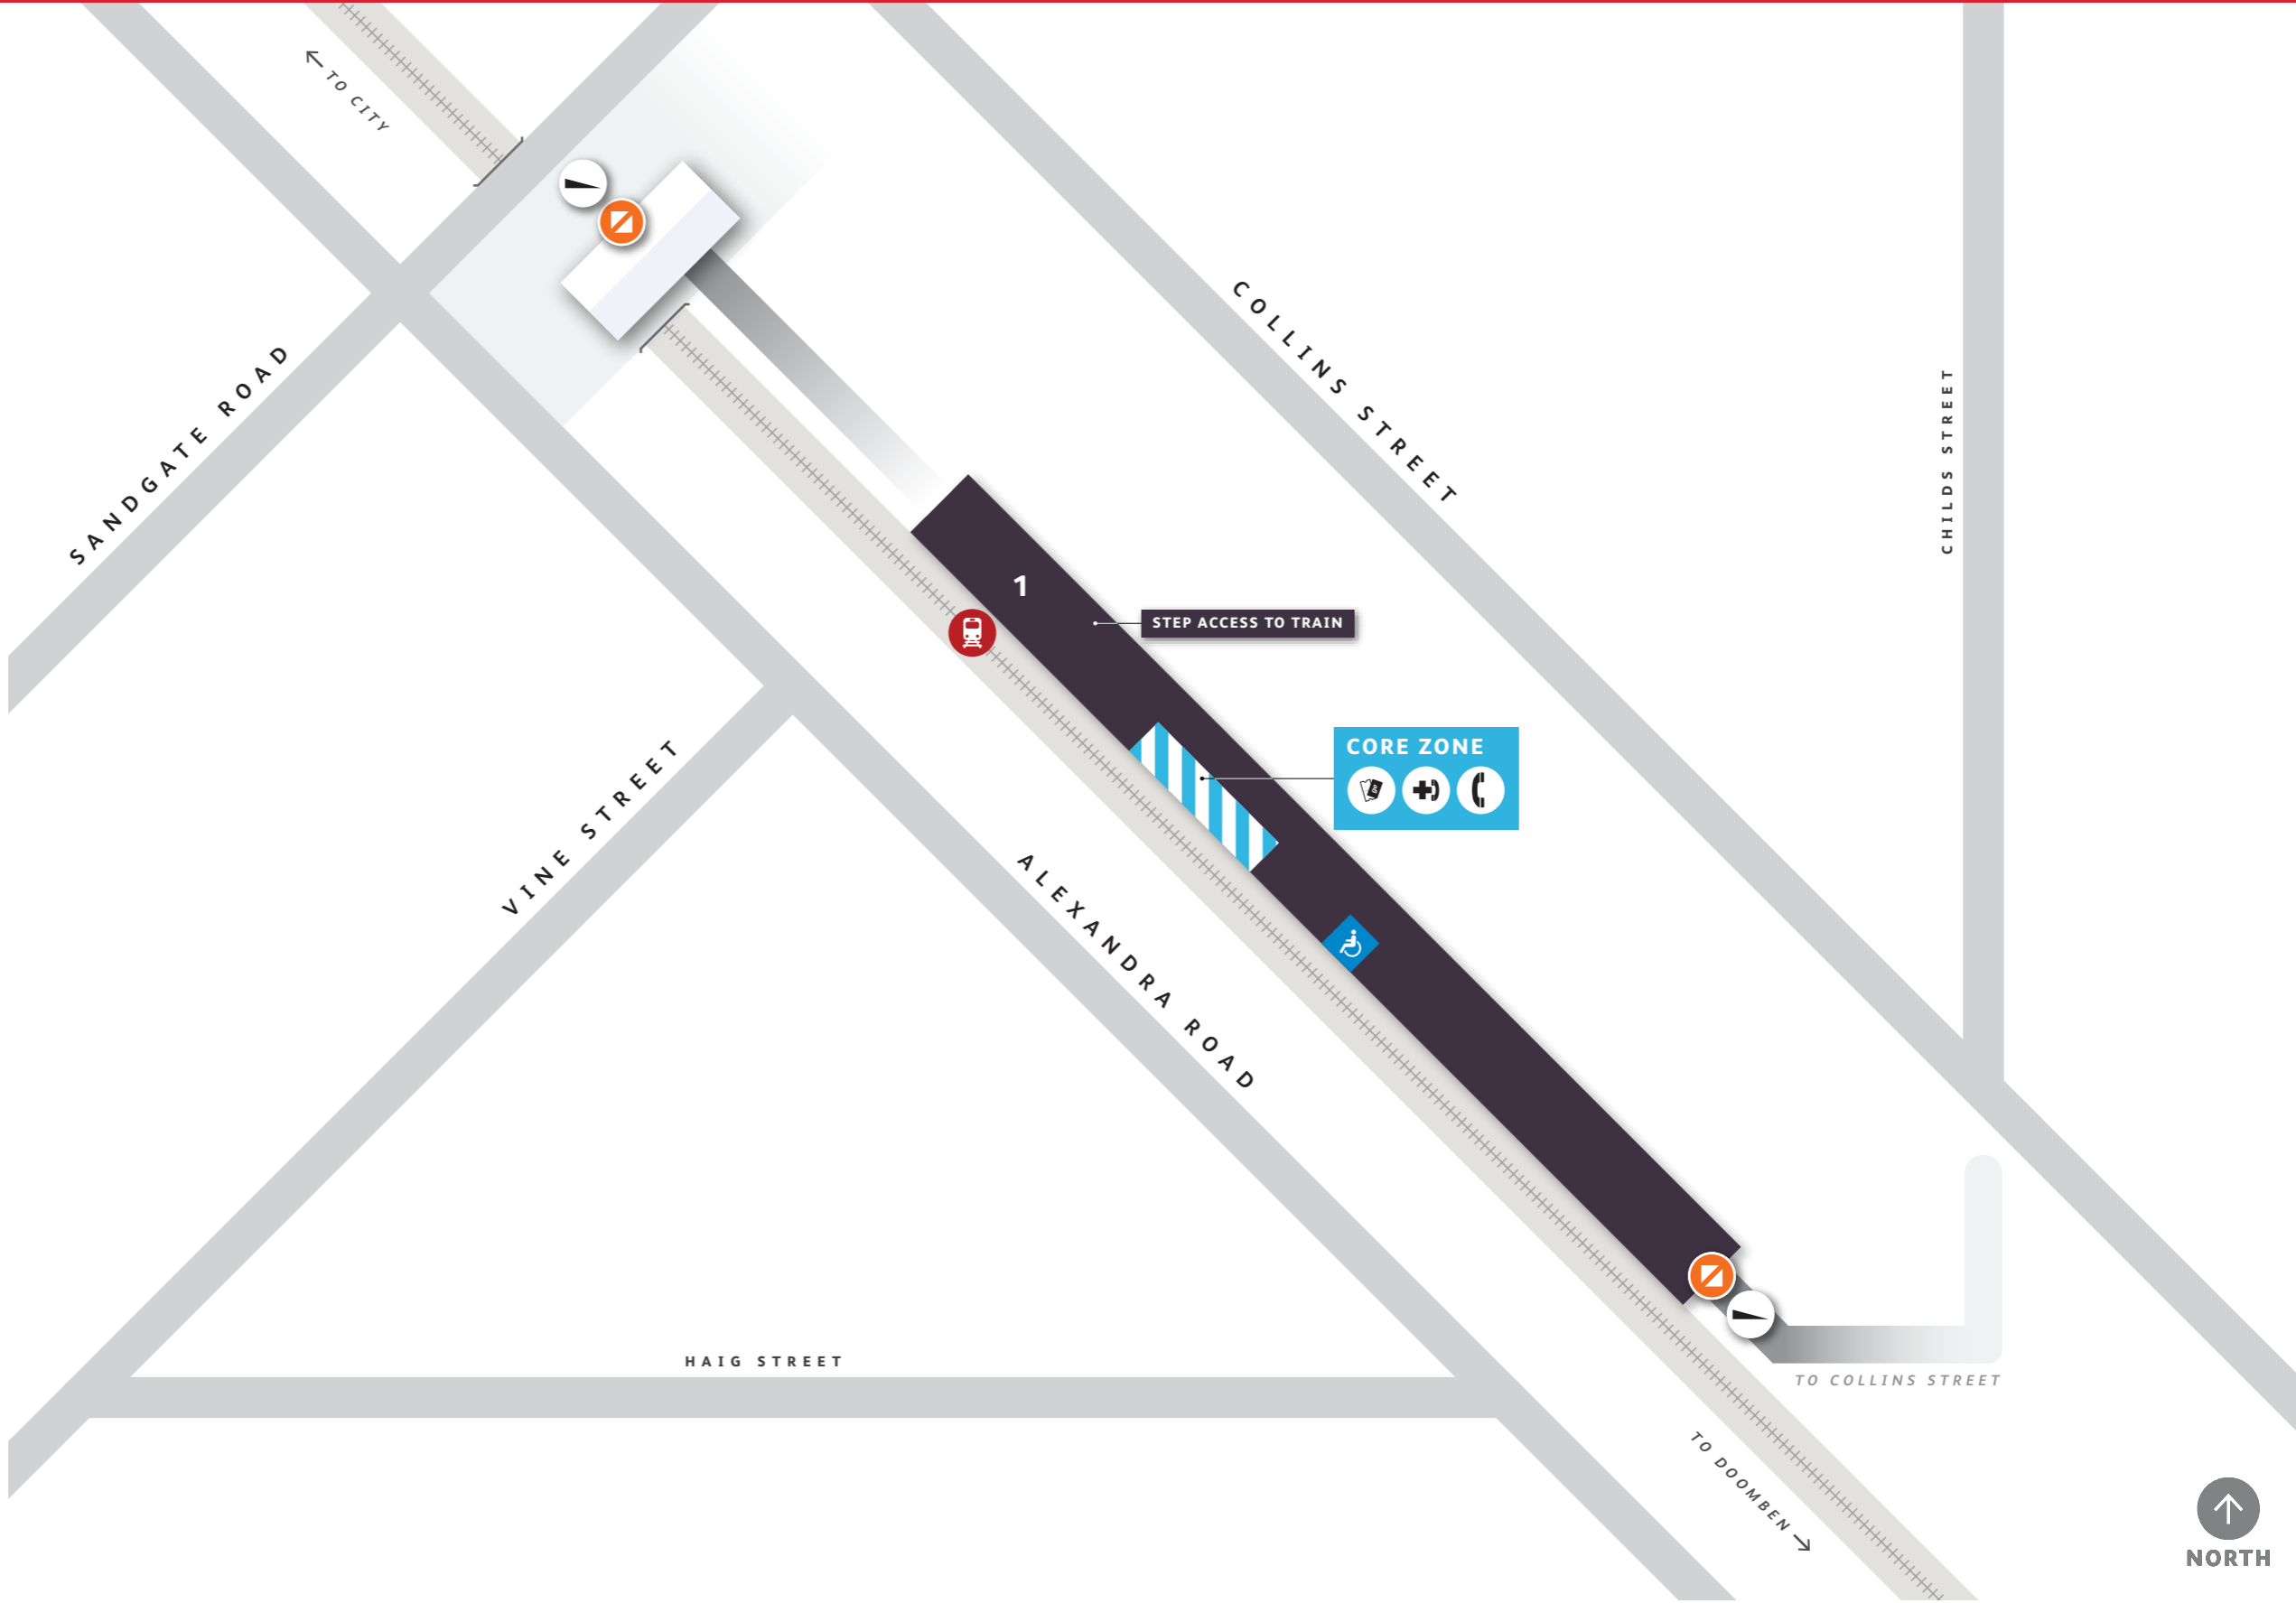 TO CITY
COLLINS STREET
SANDGATE ROAD
CHILDS STREET
1
STEP ACCESS TO TRAIN
CORE ZONE
VINE STREET
ALEXANDRA ROAD
HAIG STREET
TO COLLINS STREET
TO DOOMBEN
NORTH